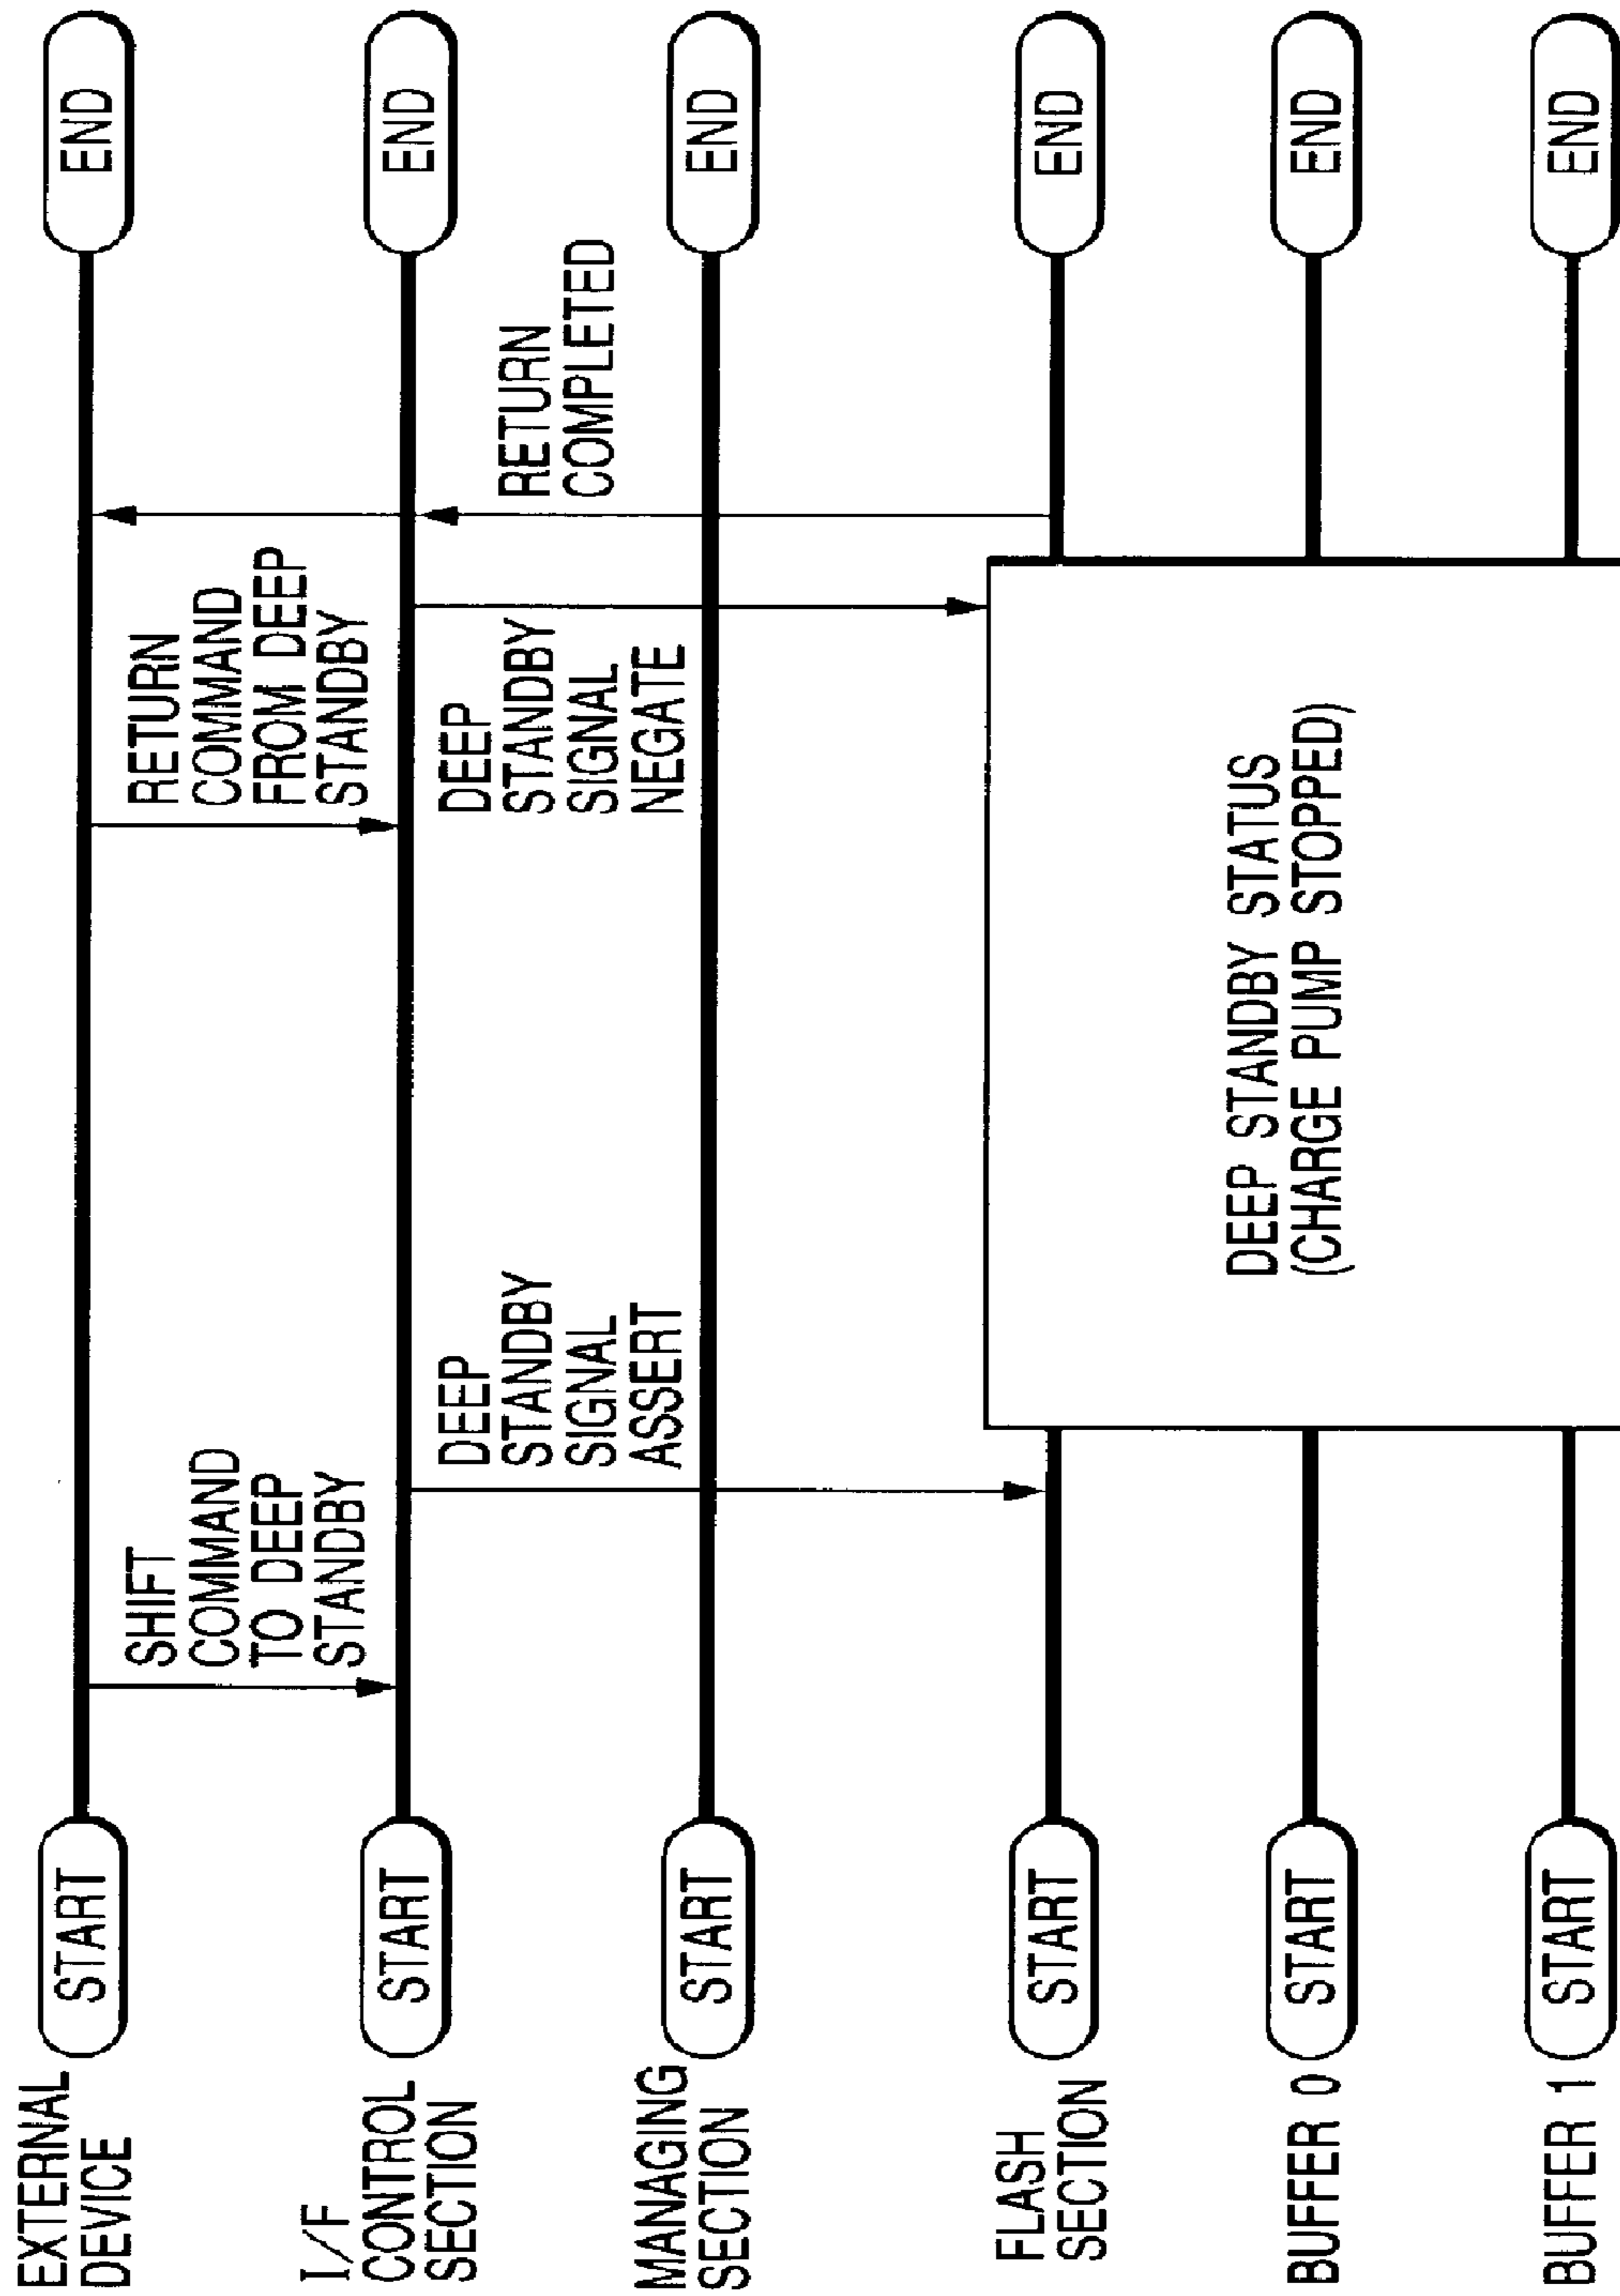 EXTERNAL
DEVICE
START
END
SHIFT
COMMAND
TO DEEP
STANDBY
RETURN
COMMAND
FROM DEEP
STANDBY
I/F
CONTROL
SECTION
START
END
DEEP
STANDBY
SIGNAL
ASSERT
DEEP
STANDBY
SIGNAL
NEGATE
RETURN
COMPLETED
MANAGING
SECTION
START
END
FLASH
SECTION
START
END
DEEP STANDBY STATUS
(CHARGE PUMP STOPPED)
BUFFER 0
START
END
BUFFER 1
START
END